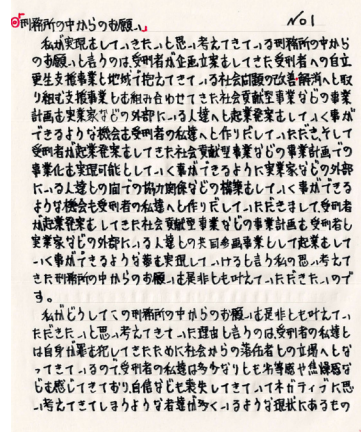 刑務所の中からのお願い No1
私が実現をしていきたいと思い考えてきている刑務所の中から
のお願いと言うのは、受刑者が企画立案をしてきた受刑者への自立
更生支援事業と地域で抱えてきている社会問題の改善・解消へと取
り組む支援事業とを組み合わせてきた社会貢献型事業などの事業
計画を実業家などの外部にいる人達へと起業発案をしていく事が
できるような機会を受刑者の私達へと作りだしていただき、そして
受刑者が起業発案をしてきた社会貢献型事業などの事業計画での
事業化を実現可能としていく事ができるように実業家などの外部
にいる人達との間での協力関係などの構築をしていく事ができる
ような機会を受刑者の私達へと作りだしていただきまして、受刑者
が起業発案をしてきた社会貢献型事業などの事業計画を受刑者と
実業家などの外部にいる人達との共同参画事業として起業をして
いく事ができるような夢を実現していけると言う私の思い考えて
きた刑務所の中からのお願いを是非とも叶えていただきたいので
す。
私がどうしてこの刑務所の中からのお願いを是非とも叶えていっ
ただきたいと思い考えてきていった理由と言うのは、受刑者の私達と
は自身が罪を犯してきたために社会からの落伍者との立場へとな
ってきているので、受刑者の私達は多少なりとも劣等感や焦燥感な
どを感じてきており、自信なども喪失してきていてネガティブに思
い考えてきてしまうような者達が多くいるような現状にあるもの